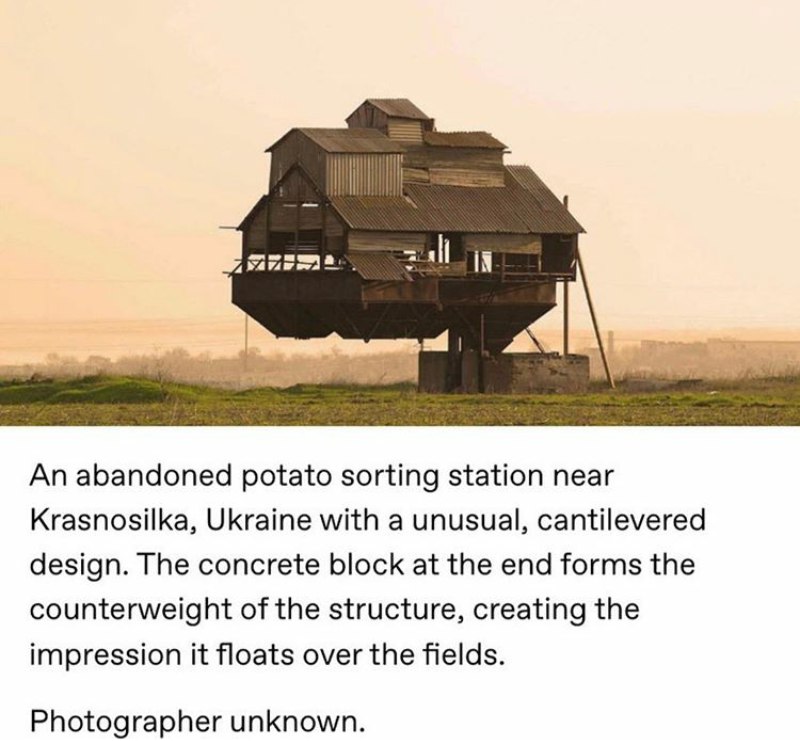 An abandoned potato sorting station near
Krasnosilka, Ukraine with a unusual, cantilevered
design. The concrete block at the end forms the
counterweight of the structure, creating the
impression it floats over the fields.
Photographer unknown.